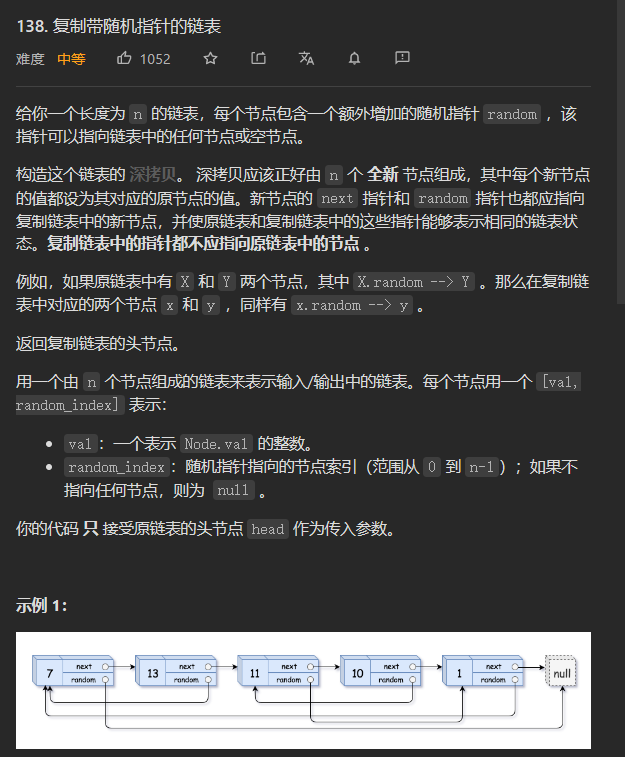 138. 复制带随机指针的链表
难度 中等 1052
给你一个长度为 n 的链表，每个节点包含一个额外增加的随机指针 random ，该
指针可以指向链表中的任何节点或空节点。
构造这个链表的 深拷贝。 深拷贝应该正好由 n 个 全新 节点组成，其中每个新节点
的值都设为其对应的原节点的值。新节点的 next 指针和 random 指针也都应指向
复制链表中的新节点，并使原链表和复制链表中的这些指针能够表示相同的链表状
态。复制链表中的指针都不应指向原链表中的节点 。
例如，如果原链表中有 X 和 Y 两个节点，其中 X.random --> Y 。那么在复制链
表中对应的两个节点 x 和 y ，同样有 x.random --> y 。
返回复制链表的头节点。
用一个由 n 个节点组成的链表来表示输入/输出中的链表。每个节点用一个 [val,
random_index] 表示：
val：一个表示 Node.val 的整数。
random_index：随机指针指向的节点索引（范围从 0 到 n-1）；如果不
指向任何节点，则为 null 。
你的代码 只 接受原链表的头节点 head 作为传入参数。
示例 1：
7 next random 13 next random 11 next random 10 next random 1 next random null